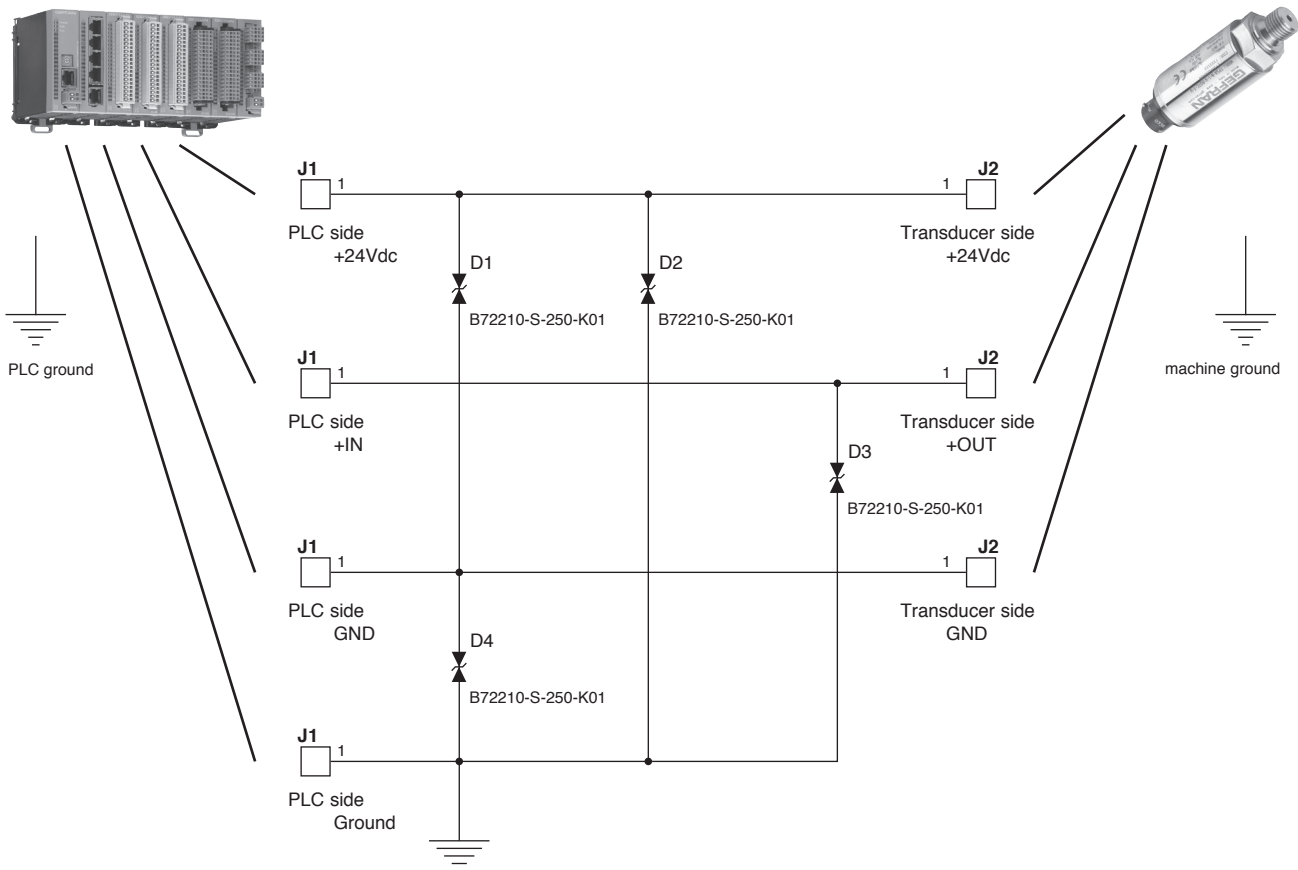 GEFRAN
J1
1
PLC side
+24Vdc
1
J2
Transducer side
+24Vdc
D1
B72210-S-250-K01
D2
B72210-S-250-K01
PLC ground
machine ground
J1
1
PLC side
+IN
1
J2
Transducer side
+OUT
D3
B72210-S-250-K01
J1
1
PLC side
GND
1
J2
Transducer side
GND
D4
B72210-S-250-K01
J1
1
PLC side
Ground